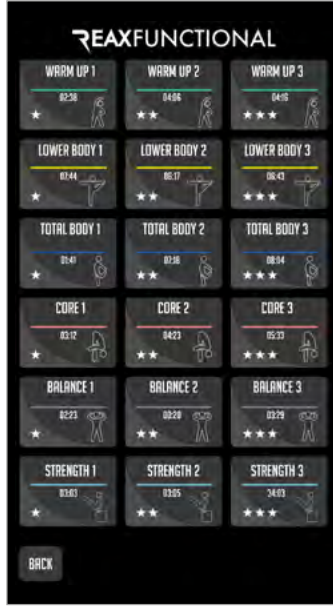 REAXFUNCTIONAL
WARM UP 1 WARM UP 2 WARM UP 3
02:38 04:06 04:16
LOWER BODY 1 LOWER BODY 2 LOWER BODY 3
06:17 06:43
TOTAL BODY 1 TOTAL BODY 2 TOTAL BODY 3
01:41 07:18 08:04
CORE 1 CORE 2 CORE 3
03:12 04:23 05:33
BALANCE 1 BALANCE 2 BALANCE 3
02:23 03:20 03:29
STRENGTH 1 STRENGTH 2 STRENGTH 3
03:03 03:05 34:03
BACK